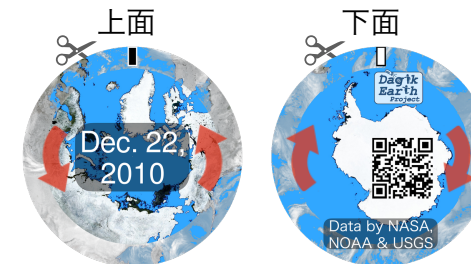 上面
下面
Dec. 22,
2010
Dagik
Earth
Project
Data by NASA,
NOAA & USGS